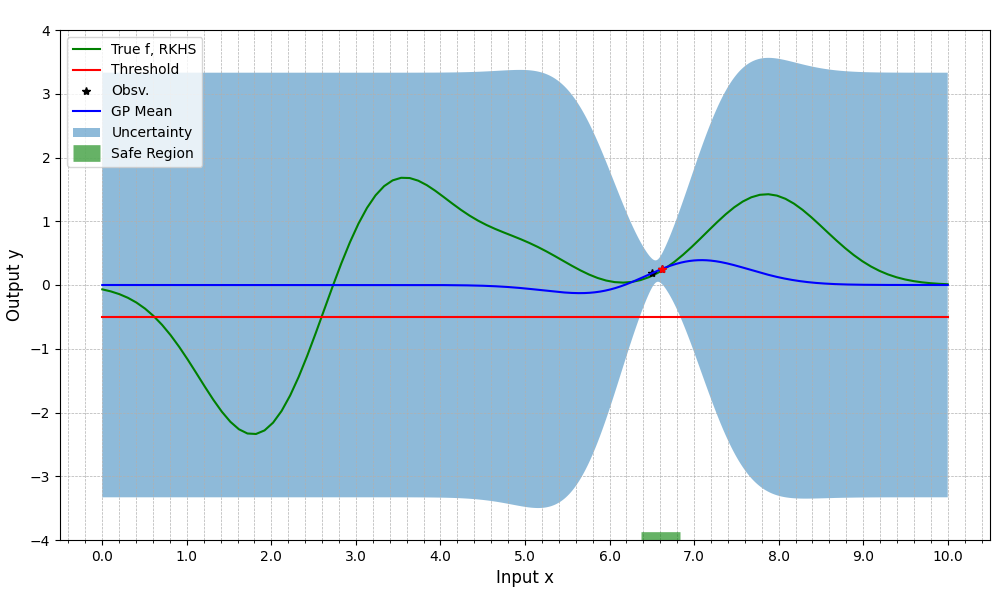 4
3
2
1
0
−1
−2
−3
−4
Output y
True f, RKHS
Threshold
Obsv.
GP Mean
Uncertainty
Safe Region
0.0 1.0 2.0 3.0 4.0 5.0 6.0 7.0 8.0 9.0 10.0
Input x